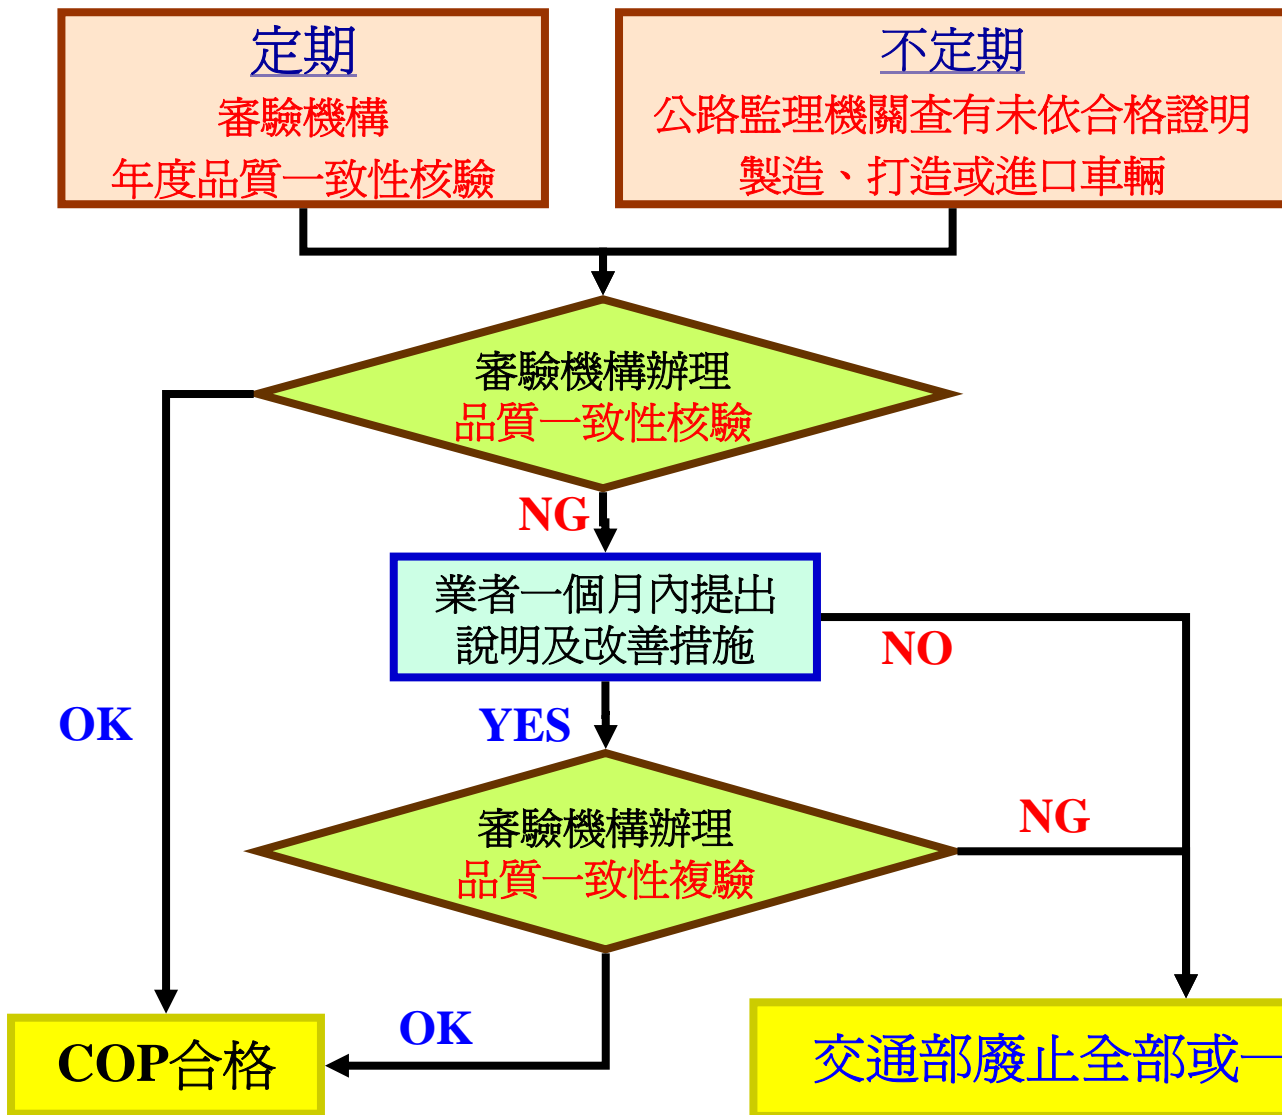 定期
審驗機構
年度品質一致性核驗
不定期
公路監理機關查有未依合格證明
製造、打造或進口車輛
審驗機構辦理
品質一致性核驗
NG
業者一個月內提出
說明及改善措施
NO
OK
YES
審驗機構辦理
品質一致性複驗
NG
OK
COP合格
交通部廢止全部或一